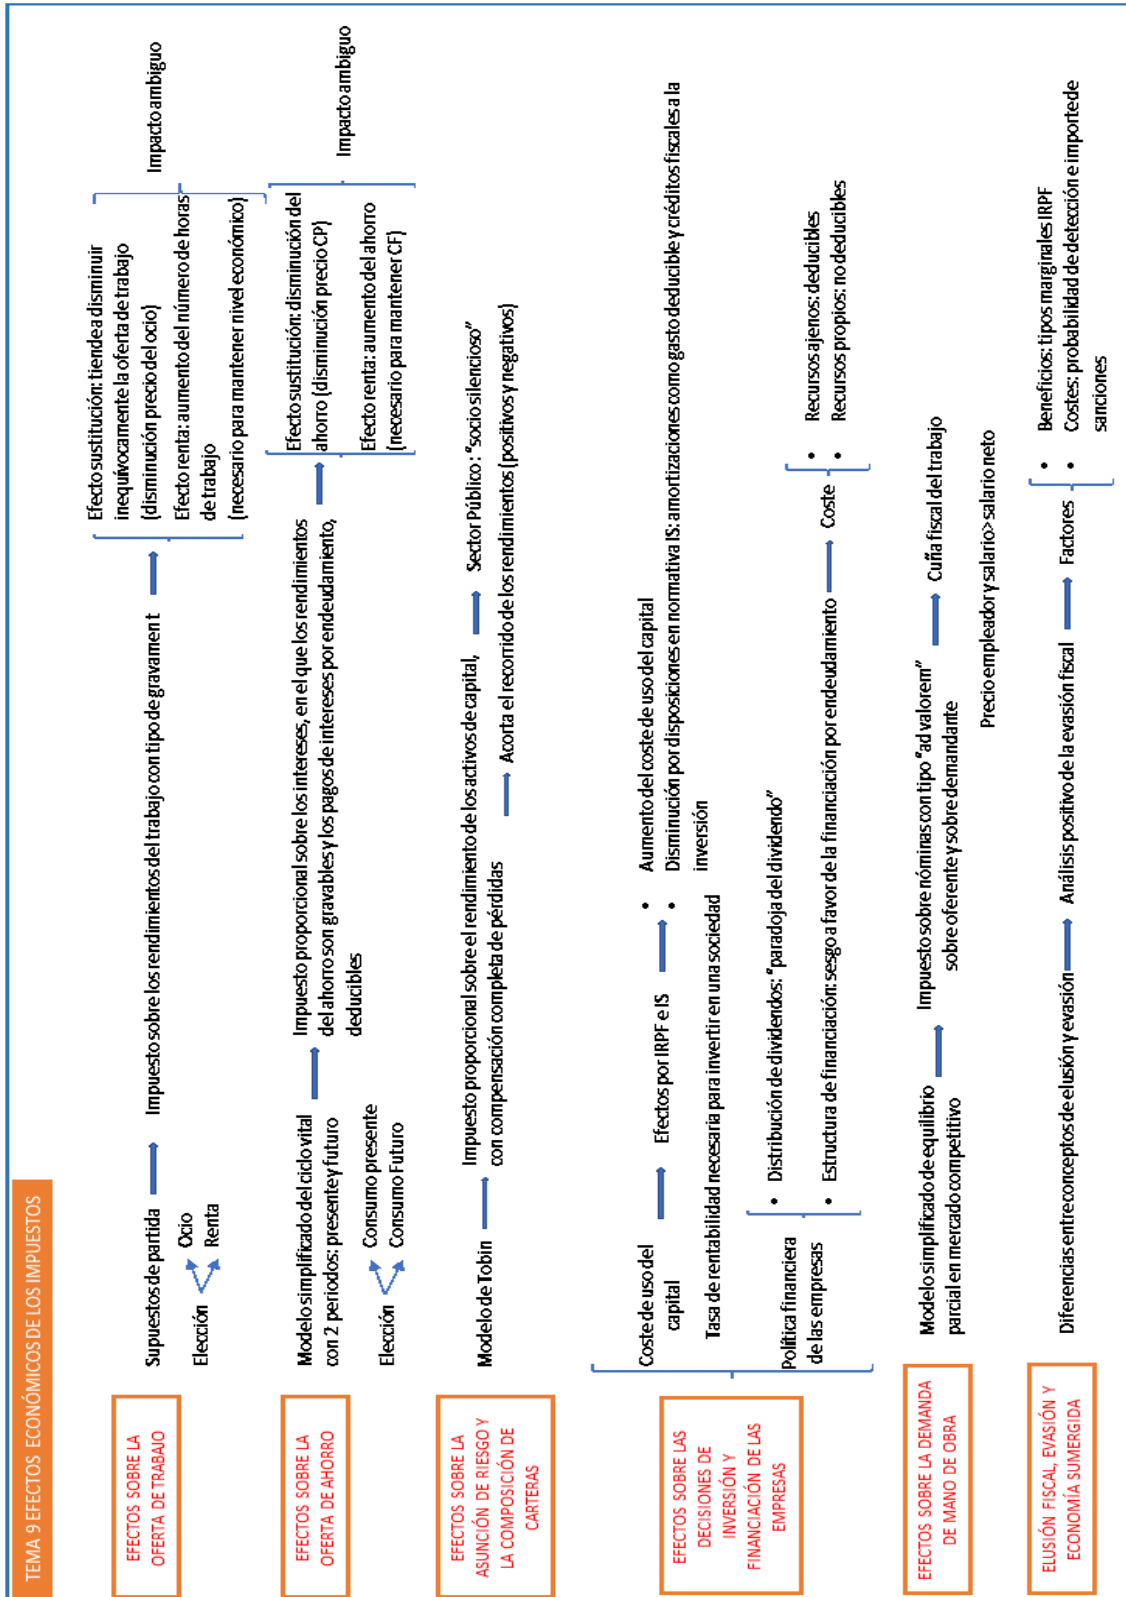 TEMA 9 EFECTOS ECONÓMICOS DE LOS IMPUESTOS
EFECTOS SOBRE LA
OFERTA DE TRABAJO
Supuestos de partida
Elección
Ocio
Renta
Impuesto sobre los rendimientos del trabajo con tipo de gravamen t
Efecto sustitución: tiende a disminuir
inequívocamente la oferta de trabajo
(disminución precio del ocio)
Efecto renta: aumento del número de horas
de trabajo
(necesario para mantener nivel económico)
Impacto ambiguo
EFECTOS SOBRE LA
OFERTA DE AHORRO
Modelo simplificado del ciclo vital
con 2 periodos: presente y futuro
Elección
Consumo presente
Consumo Futuro
Impuesto proporcional sobre los intereses, en el que los rendimientos
del ahorro son gravables y los pagos de intereses por endeudamiento,
deducibles
Efecto sustitución: disminución del
ahorro (disminución precio CP)
Efecto renta: aumento del ahorro
(necesario para mantener CF)
Impacto ambiguo
EFECTOS SOBRE LA
ASUNCIÓN DE RIESGO Y
LA COMPOSICIÓN DE
CARTERAS
Modelo de Tobin
Impuesto proporcional sobre el rendimiento de los activos de capital,
con compensación completa de pérdidas
Sector Público : "socio silencioso"
Acorta el recorrido de los rendimientos (positivos y negativos)
EFECTOS SOBRE LAS
DECISIONES DE
INVERSIÓN Y
FINANCIACIÓN DE LAS
EMPRESAS
Coste de uso del
capital
Efectos por IRPF e IS
• Aumento del coste de uso del capital
• Disminución por disposiciones en normativa IS: amortizaciones como gasto deducible y créditos fiscales a la
inversión
Tasa de rentabilidad necesaria para invertir en una sociedad
Política financiera
de las empresas
• Distribución de dividendos: "paradoja del dividendo"
• Estructura de financiación: sesgo a favor de la financiación por endeudamiento
Coste
• Recursos ajenos: deducibles
• Recursos propios: no deducibles
EFECTOS SOBRE LA DEMANDA
DE MANO DE OBRA
Modelo simplificado de equilibrio
parcial en mercado competitivo
Impuesto sobre nóminas con tipo "ad valorem"
sobre oferente y sobre demandante
Cuña fiscal del trabajo
Precio empleador y salario> salario neto
ELUSIÓN FISCAL, EVASIÓN Y
ECONOMÍA SUMERGIDA
Diferencias entre conceptos de elusión y evasión
Análisis positivo de la evasión fiscal
Factores
• Beneficios: tipos marginales IRPF
• Costes: probabilidad de detección e importe de
sanciones